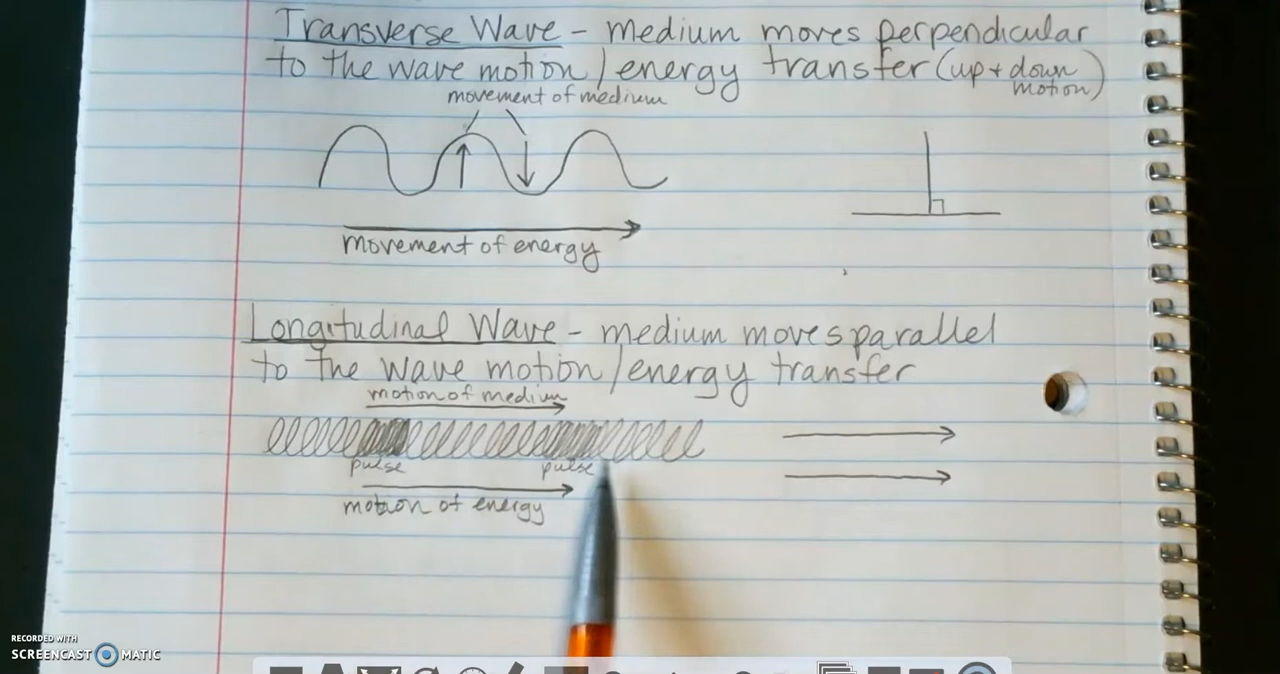 Transverse Wave - medium moves perpendicular
to the wave motion / energy transfer (up + down
motion)
movement of medium
movement of energy
Longitudinal Wave - medium moves parallel
to the wave motion / energy transfer
motion of medium
pulse pulse
motion of energy
RECORDED WITH
SCREENCAST MATIC